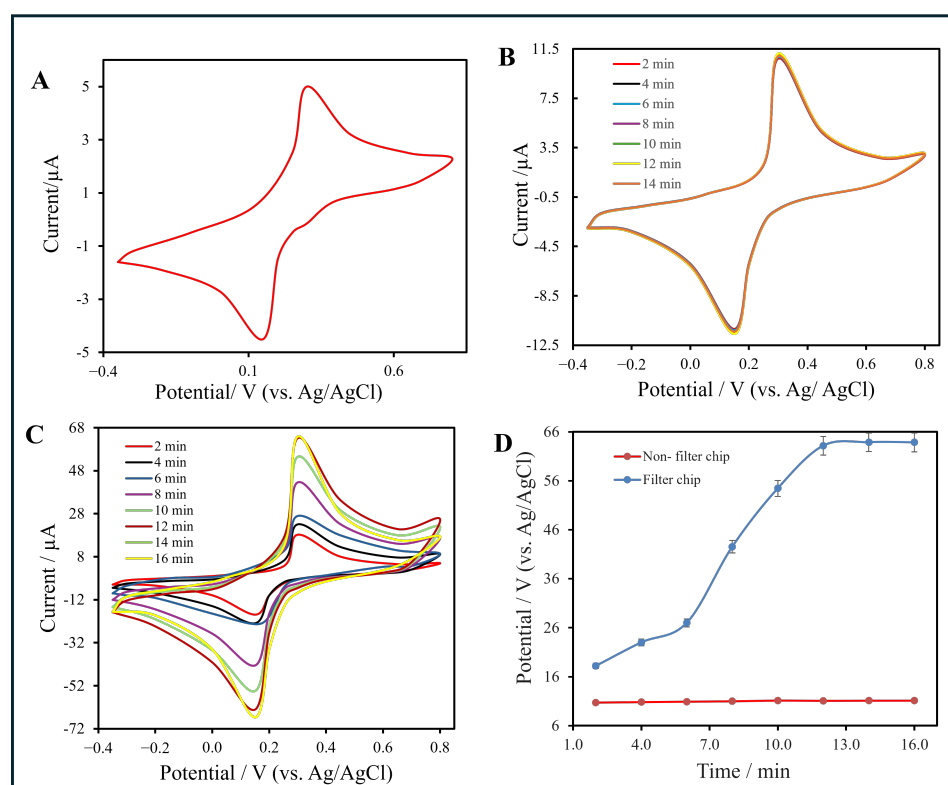 A
5
3
1
-1
-3
-5
−0.4
0.1
0.6
Current/μA
Potential/ V (vs. Ag/AgCl)
B
11.5
7.5
3.5
-0.5
-4.5
-8.5
-12.5
−0.4
−0.2
0.0
0.2
0.4
0.6
0.8
2 min
4 min
6 min
8 min
10 min
12 min
14 min
Current /μA
Potential/ V (vs. Ag/ AgCl)
C
68
48
28
8
-12
-32
-52
-72
−0.4
−0.2
0.0
0.2
0.4
0.6
0.8
2 min
4 min
6 min
8 min
10 min
12 min
14 min
16 min
Current / μA
Potential / V (vs. Ag/AgCl)
D
66
56
46
36
26
16
6
1.0
4.0
7.0
10.0
13.0
16.0
Non- filter chip
Filter chip
Potential / V (vs. Ag/AgCl)
Time / min